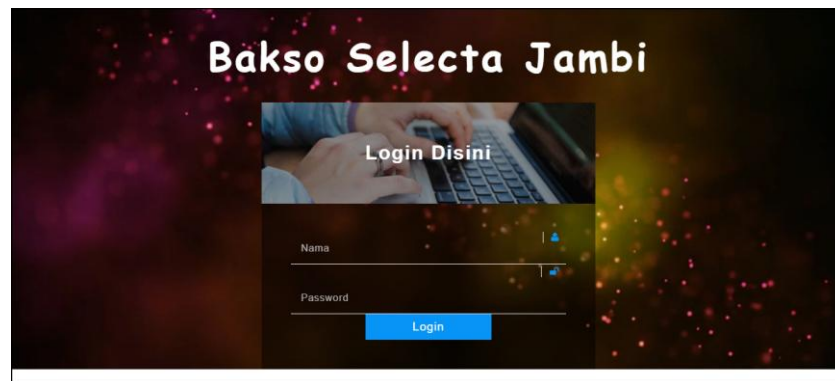 Bakso Selecta Jambi
Login Disini
Nama
Password
Login